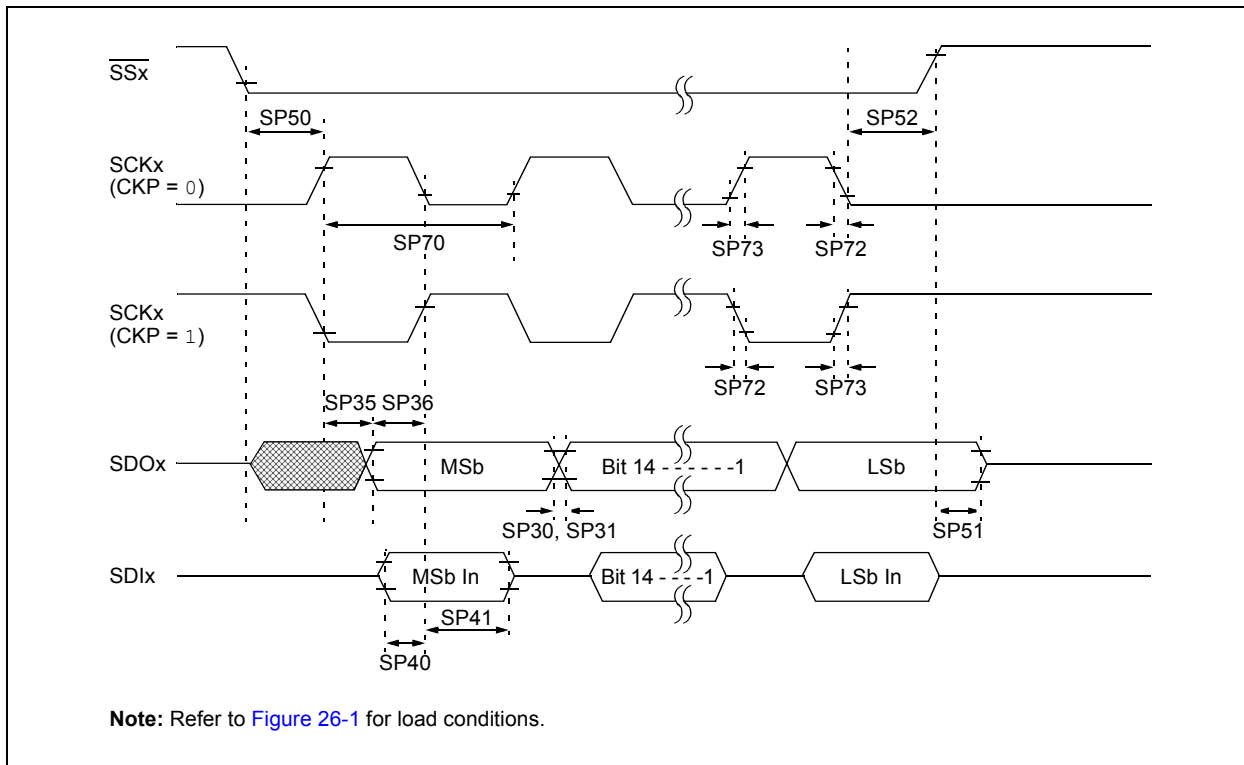 SSx
SP50
SP52
SCKx
(CKP = 0)
SP70
SP73
SP72
SCKx
(CKP = 1)
SP72
SP73
SP35
SP36
SDOx
MSb
Bit 14 - - - - - - -1
LSb
SP30, SP31
SP51
SDIx
MSb In
Bit 14 - - - - -1
LSb In
SP41
SP40
Note: Refer to Figure 26-1 for load conditions.